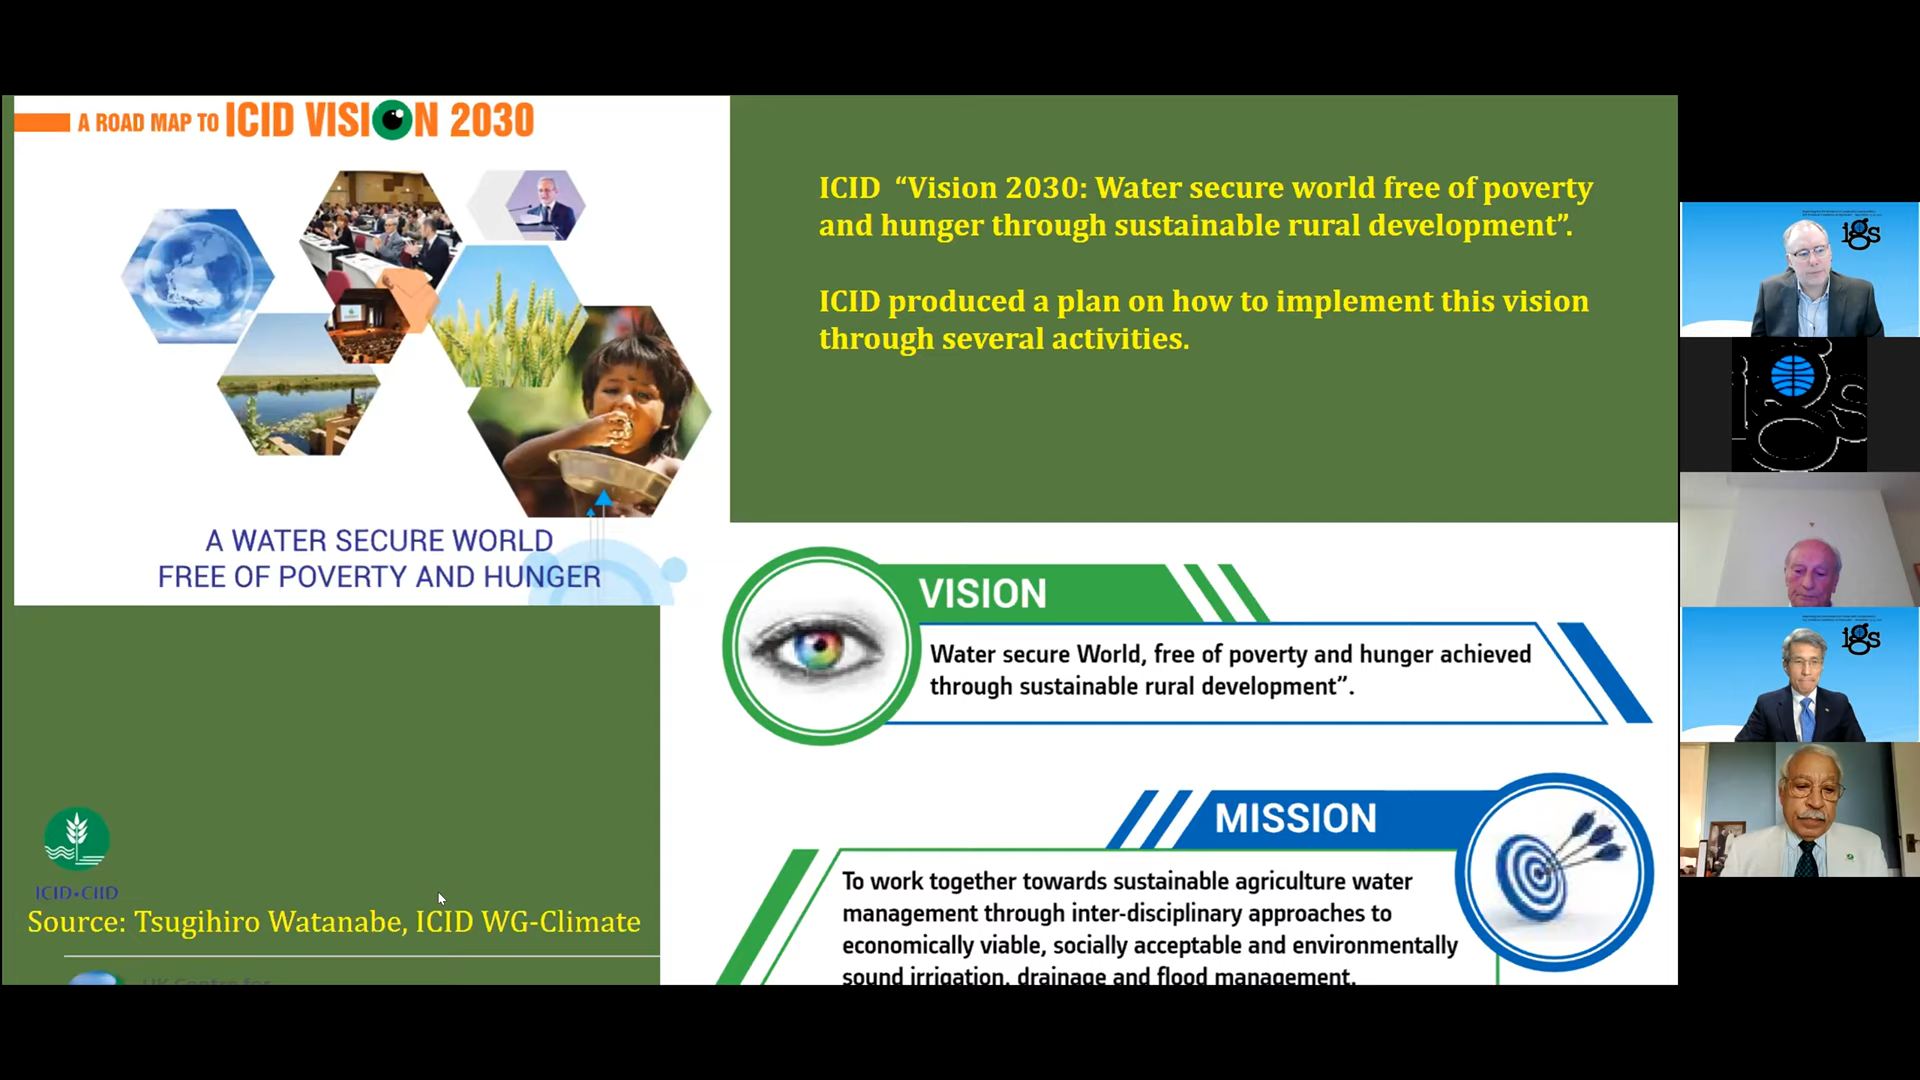 A ROAD MAP TO ICID VISION 2030
A WATER SECURE WORLD
FREE OF POVERTY AND HUNGER
ICID “Vision 2030: Water secure world free of poverty
and hunger through sustainable rural development”.
ICID produced a plan on how to implement this vision
through several activities.
VISION
Water secure World, free of poverty and hunger achieved
through sustainable rural development”.
MISSION
To work together towards sustainable agriculture water
management through inter-disciplinary approaches to
economically viable, socially acceptable and environmentally
sound irrigation, drainage and flood management.
ICID•CIID
Source: Tsugihiro Watanabe, ICID WG-Climate
UK Centre for
igs
igs
igs